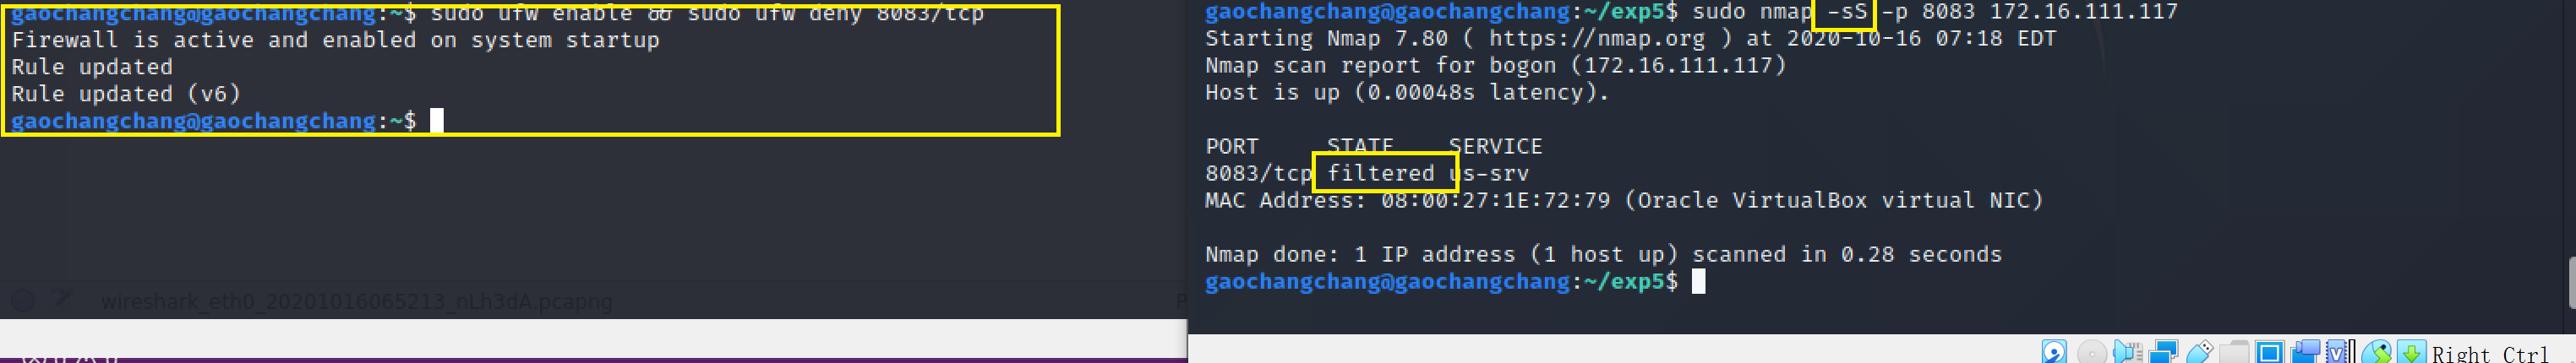 gaochangchang@gaochangchang:~$ sudo ufw enable && sudo ufw deny 8083/tcp
Firewall is active and enabled on system startup
Rule updated
Rule updated (v6)
gaochangchang@gaochangchang:~$
wireshark_eth0_20201016065213_nLh3dA.pcapng
P
gaochangchang@gaochangchang:~/exp5$ sudo nmap -sS -p 8083 172.16.111.117
Starting Nmap 7.80 ( https://nmap.org ) at 2020-10-16 07:18 EDT
Nmap scan report for bogon (172.16.111.117)
Host is up (0.00048s latency).
PORT STATE SERVICE
8083/tcp filtered us-srv
MAC Address: 08:00:27:1E:72:79 (Oracle VirtualBox virtual NIC)
Nmap done: 1 IP address (1 host up) scanned in 0.28 seconds
gaochangchang@gaochangchang:~/exp5$
Right Ctrl